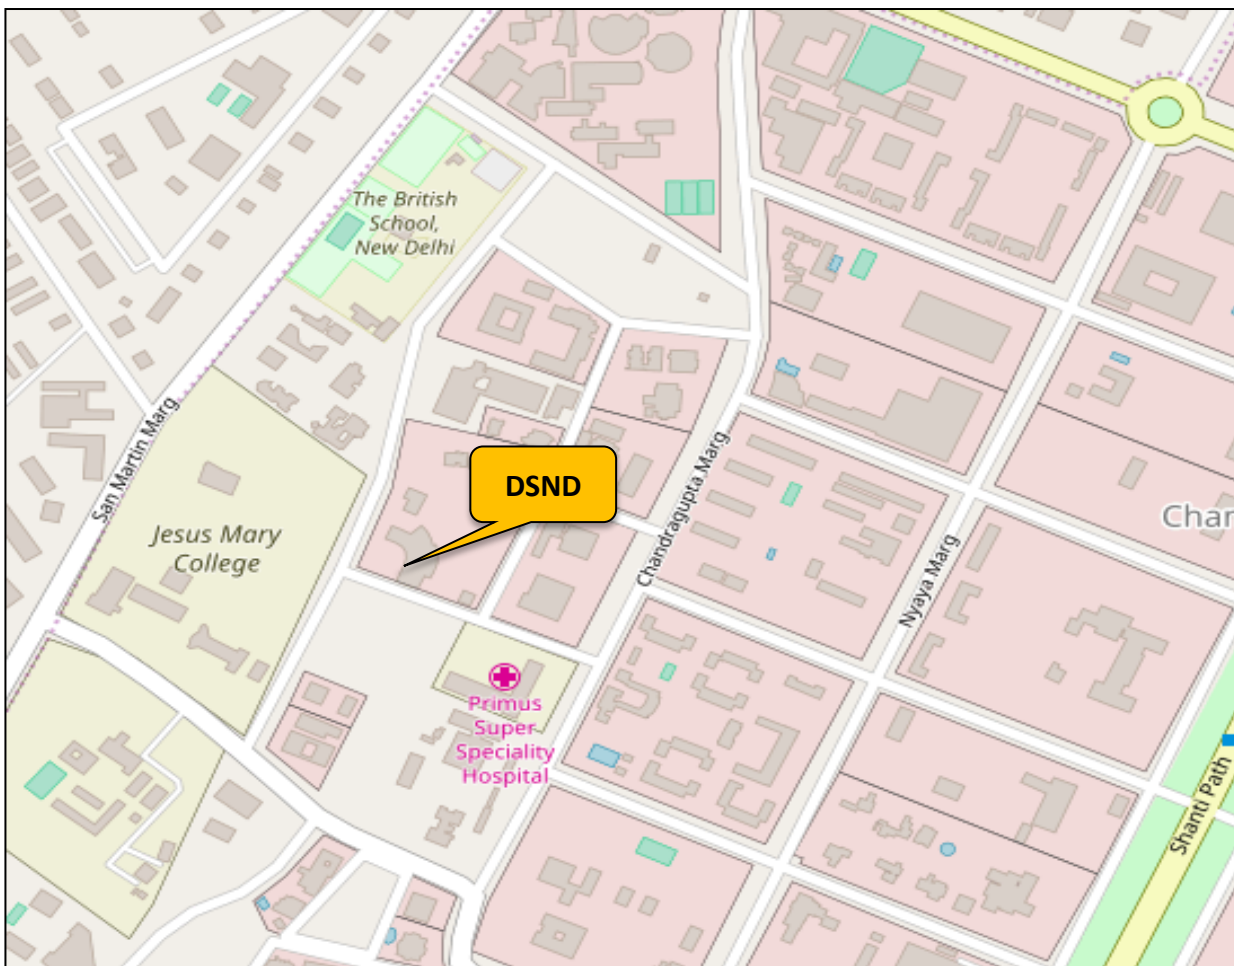 The British
School,
New Delhi
San Martin Marg
DSND
Chandragupta Marg
Jesus Mary
College
Char
Nyaya Marg
Primus
Super
Speciality
Hospital
Shanti Path